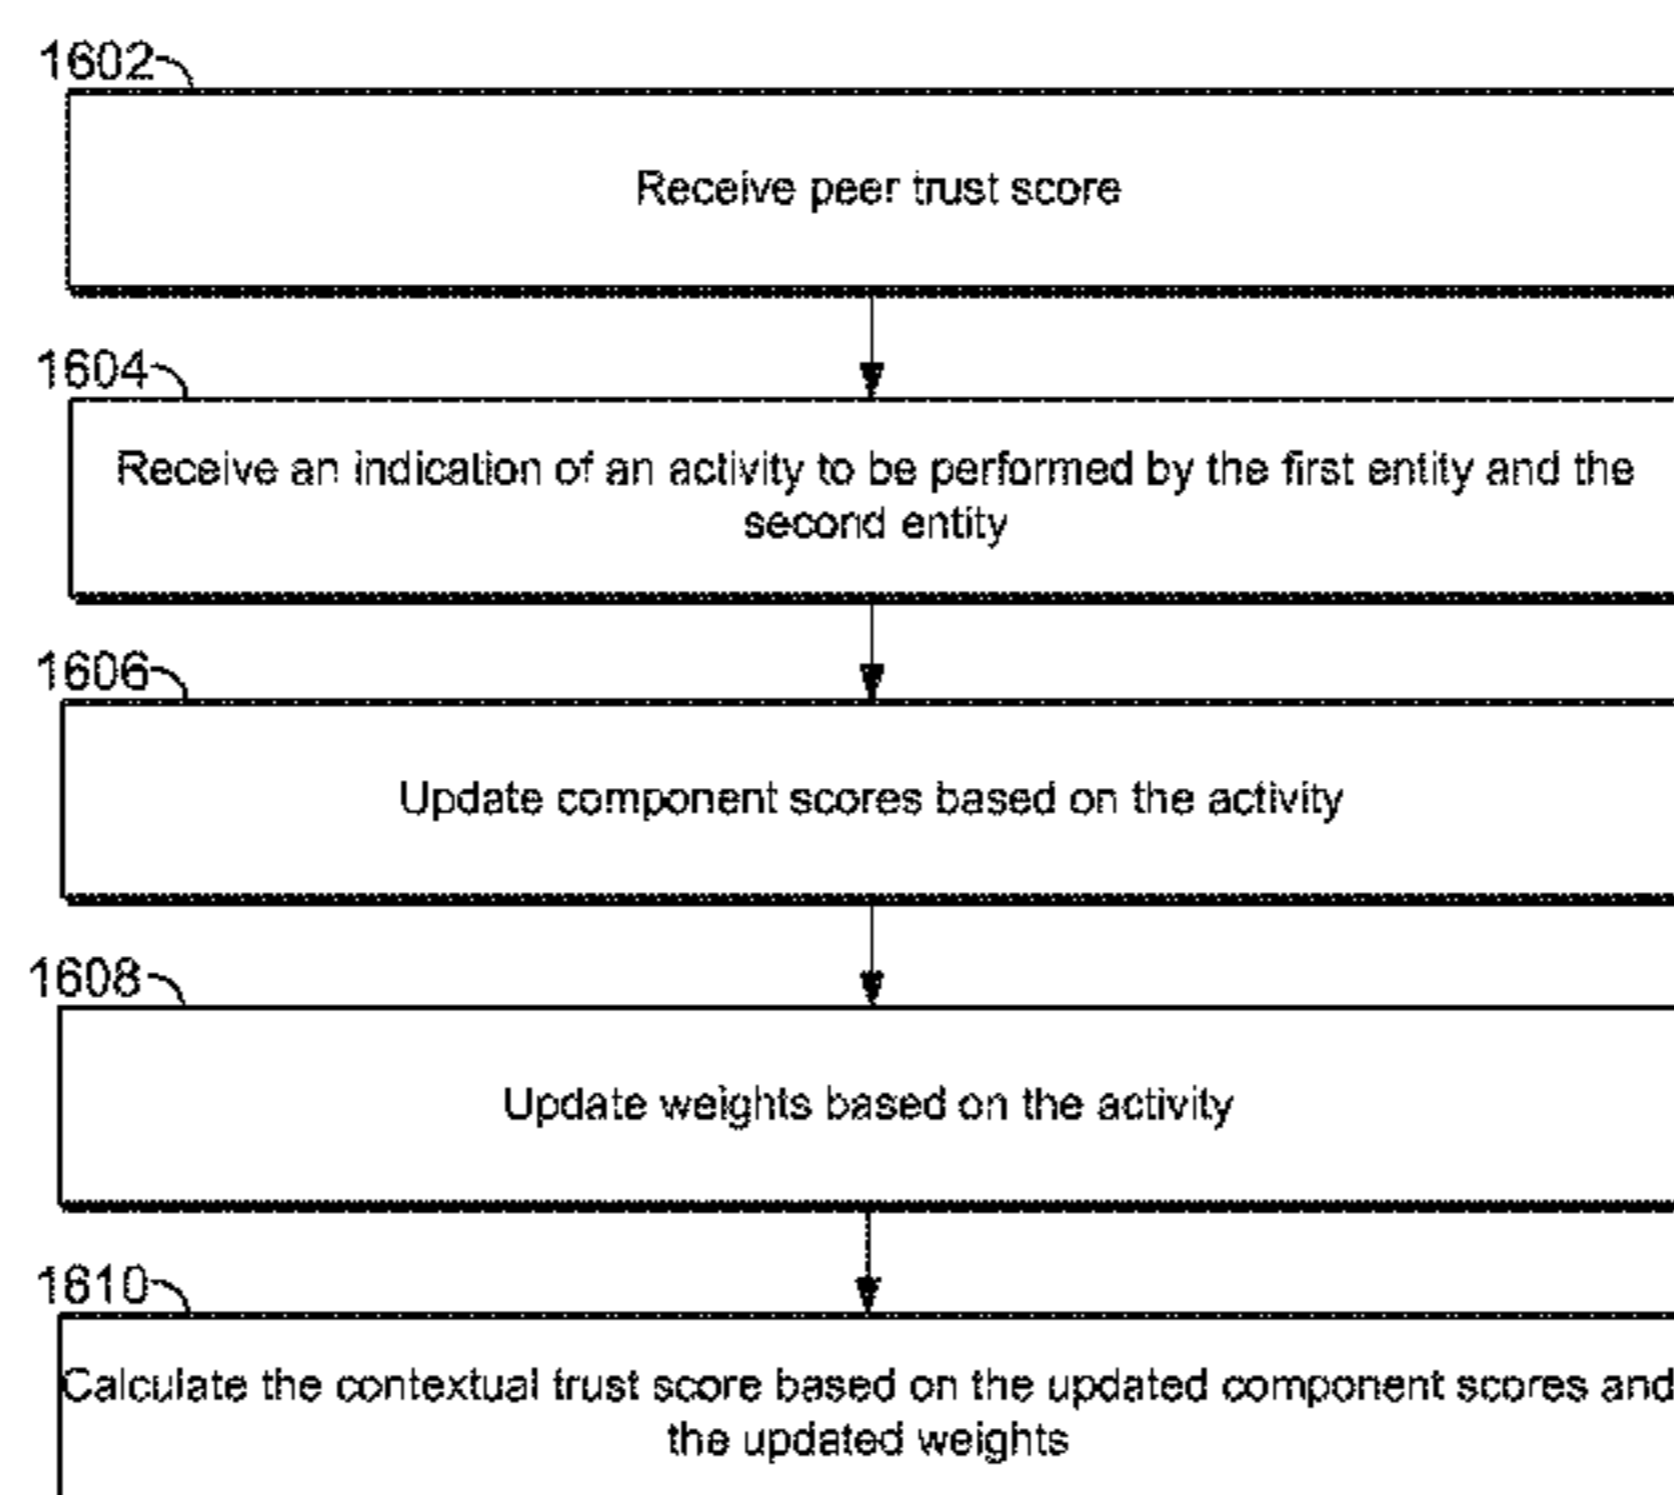 1602
Receive peer trust score
1604
Receive an indication of an activity to be performed by the first entity and the
second entity
1606
Update component scores based on the activity
1608
Update weights based on the activity
1610
Calculate the contextual trust score based on the updated component scores and
the updated weights